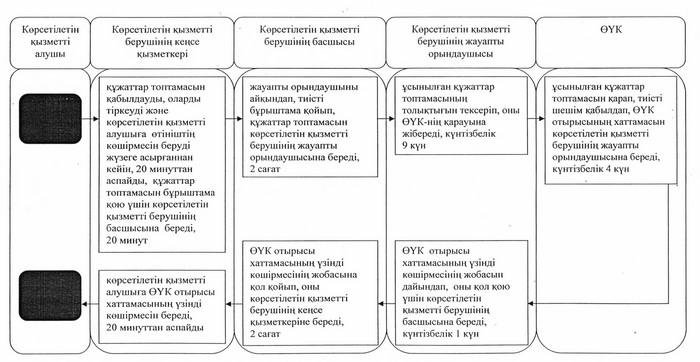 Көрсетілетін
қызметті
алушы
Көрсетілетін қызметті
берушінің кеңсе
қызметкері
Көрсетілетін қызметті
берушінің басшысы
Көрсетілетін қызметті
берушінің жауапты
орындаушысы
ӨҮК
құжаттар топтамасын
қабылдауды, оларды
тіркеуді және
көрсетілетін қызметті
алушыға өтініштің
көшірмесін беруді
жүзеге асырғаннан
кейін, 20 минуттан
аспайды, құжаттар
топтамасын бұрыштама
қою үшін көрсетілетін
қызметті берушінің
басшысына береді,
20 минут
жауапты орындаушыны
айқындап, тиісті
бұрыштама қойып,
құжаттар топтамасын
көрсетілетін қызметті
берушінің жауапты
орындаушысына береді,
2 сағат
ұсынылған құжаттар
топтамасының
толықтығын тексеріп, оны
ӨҮК-нің қарауына
жібереді, күнтізбелік
9 күн
ұсынылған құжаттар
топтамасын қарап, тиісті
шешім қабылдап, ӨҮК
отырысының хаттамасын
көрсетілетін қызметті
берушінің жауапты
орындаушысына береді,
күнтізбелік 4 күн
көрсетілетін қызметті
алушыға ӨҮК отырысы
хаттамасының үзінді
көшірмесін береді,
20 минуттан аспайды
ӨҮК отырысы
хаттамасының үзінді
көшірмесінің жобасына
қол қойып, оны
көрсетілетін қызметті
берушінің кеңсе
қызметкеріне береді,
2 сағат
ӨҮК отырысы
хаттамасының үзінді
көшірмесінің жобасын
дайындап, оны қол қою
үшін көрсетілетін
қызметті берушінің
басшысына береді,
күнтізбелік 1 күн